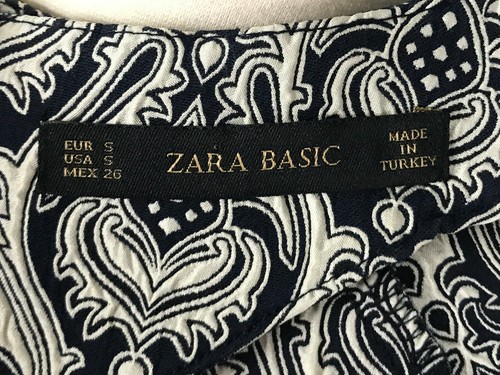 EUR S
USA S
MEX 26
ZARA BASIC
MADE
IN
TURKEY